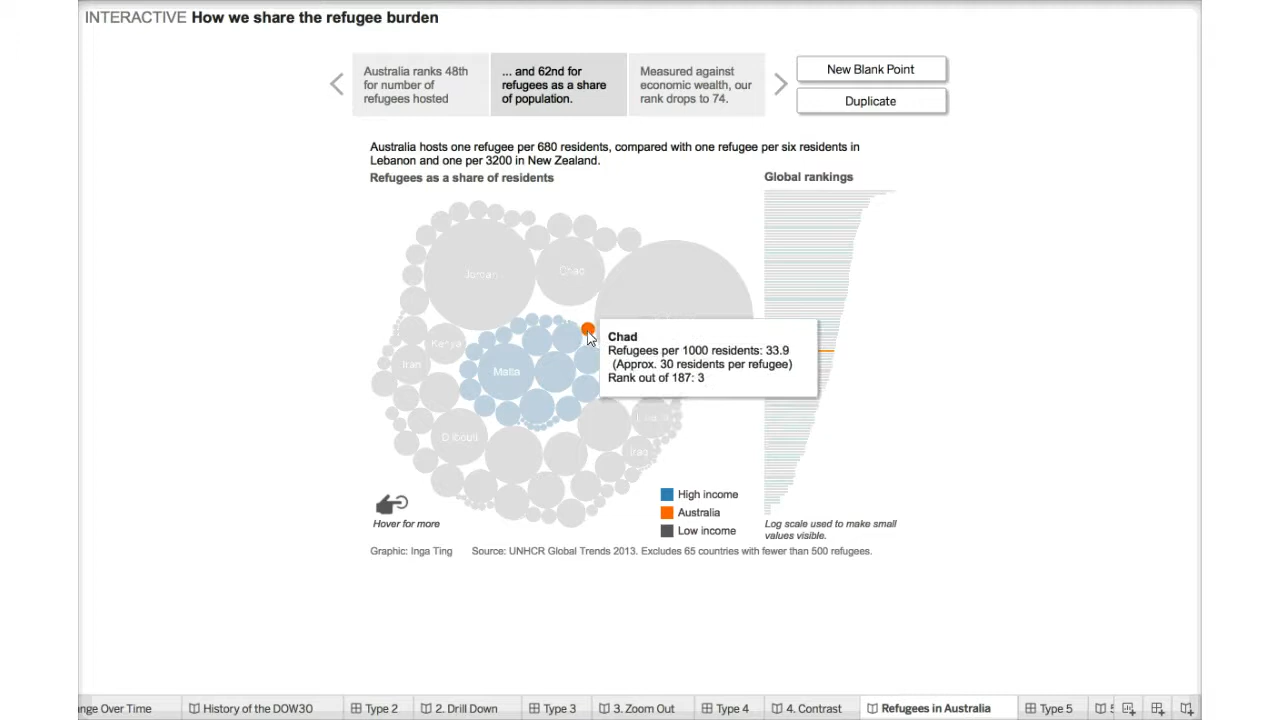 INTERACTIVE How we share the refugee burden
Australia ranks 48th
for number of
refugees hosted
... and 62nd for
refugees as a share
of population.
Measured against
economic wealth, our
rank drops to 74.
New Blank Point
Duplicate
Australia hosts one refugee per 680 residents, compared with one refugee per six residents in
Lebanon and one per 3200 in New Zealand.
Refugees as a share of residents
Global rankings
Jordan
Chad
Kenya
Iran
Malta
Djibouti
Iraq
Chad
Refugees per 1000 residents: 33.9
(Approx. 30 residents per refugee)
Rank out of 187: 3
Hover for more
High income
Australia
Low income
Log scale used to make small
values visible.
Graphic: Inga Ting Source: UNHCR Global Trends 2013. Excludes 65 countries with fewer than 500 refugees.
nge Over Time
History of the DOW30
Type 2
2. Drill Down
Type 3
3. Zoom Out
Type 4
4. Contrast
Refugees in Australia
Type 5